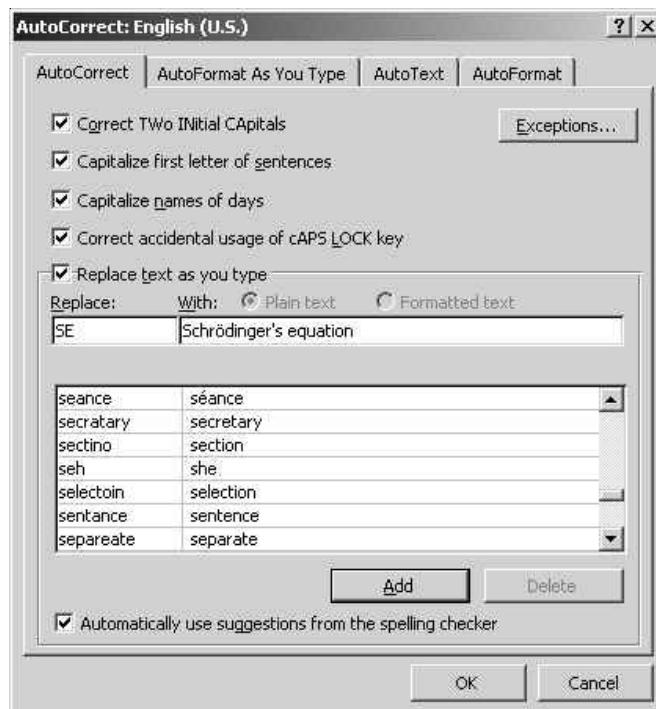 AutoCorrect: English (U.S.)
AutoCorrect AutoFormat As You Type AutoText AutoFormat
Correct TWo INitial CApitals Exceptions...
Capitalize first letter of sentences
Capitalize names of days
Correct accidental usage of cAPS LOCK key
Replace text as you type
Replace: With: Plain text Formatted text
SE Schrödinger's equation
seance séance
secratary secretary
sectino section
seh she
selectoin selection
sentance sentence
separeate separate
Add Delete
Automatically use suggestions from the spelling checker
OK Cancel